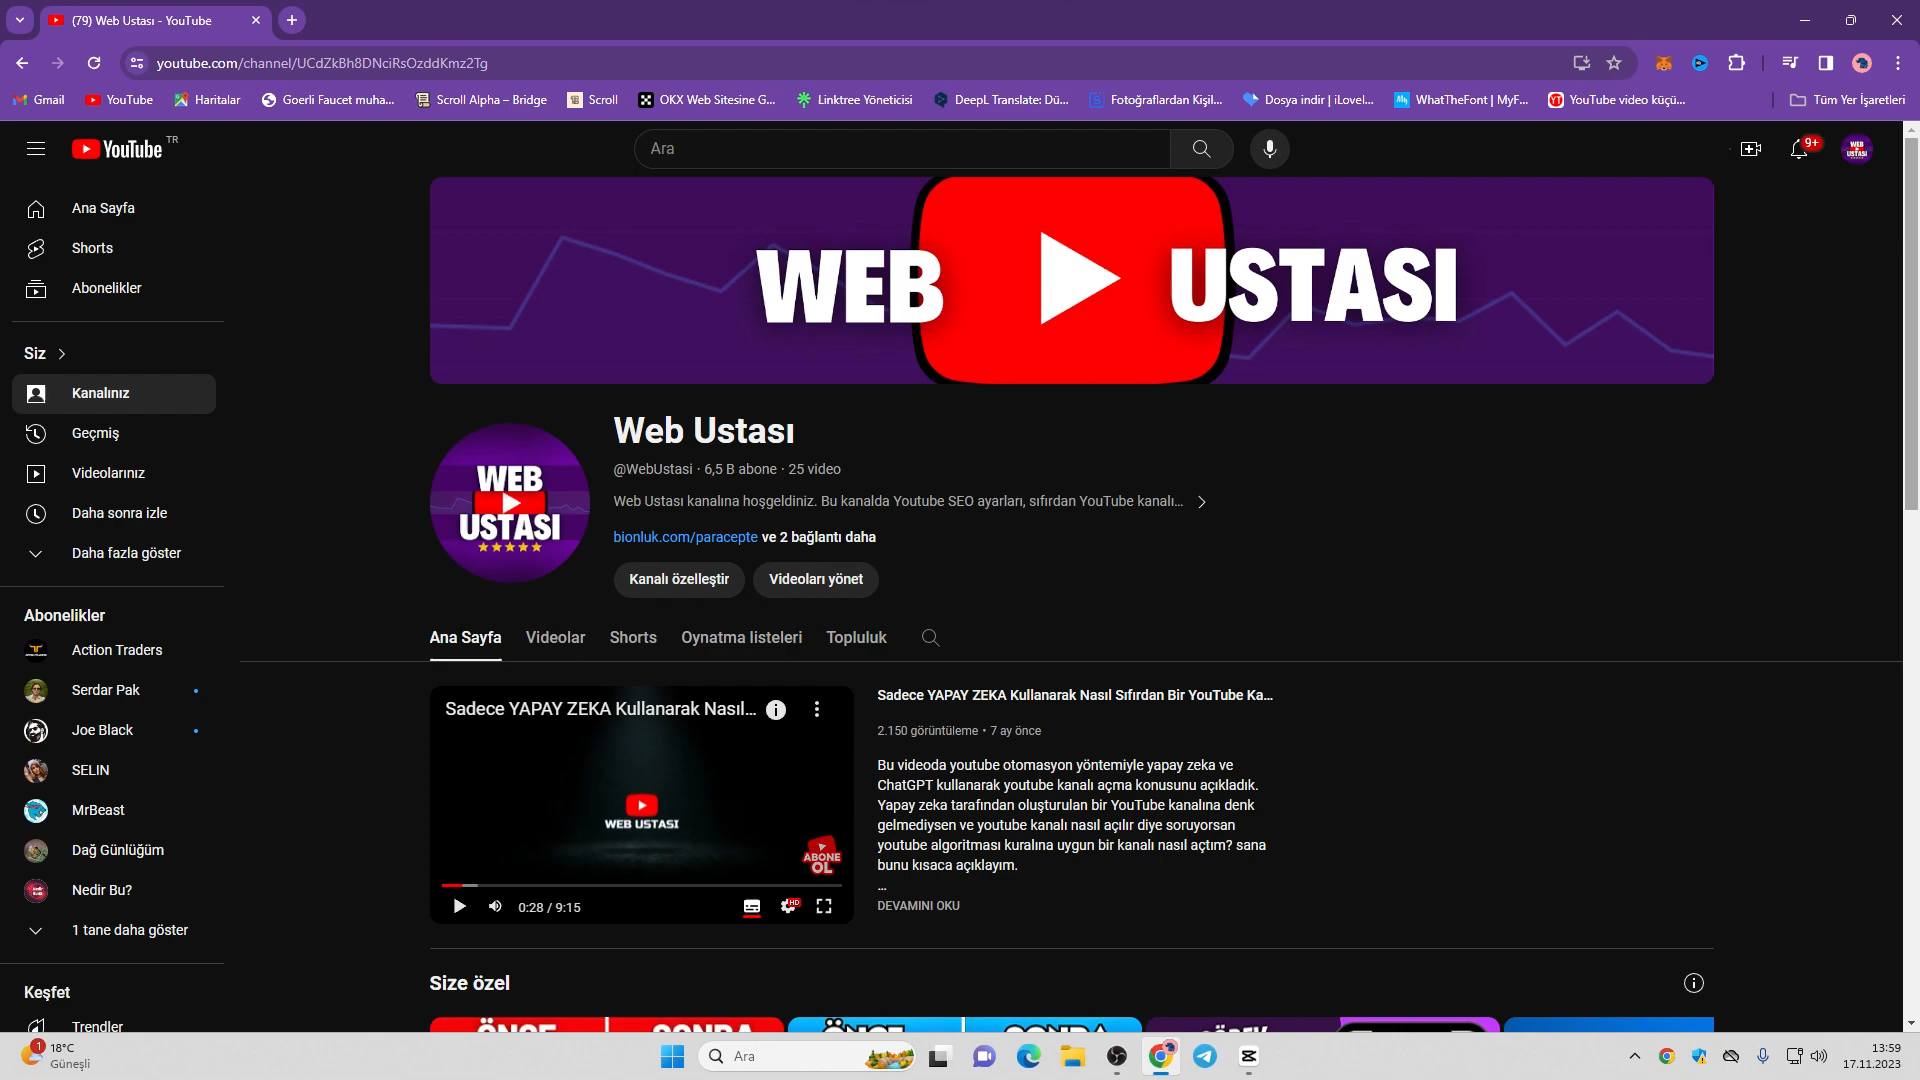 (79) Web Ustası - YouTube
youtube.com/channel/UCdZkBh8DNciRsOzddKmz2Tg
Gmail
YouTube
Haritalar
Goerli Faucet muha...
Scroll Alpha – Bridge
Scroll
OKX Web Sitesine G...
Linktree Yöneticisi
DeepL Translate: Dü...
Fotoğraflardan Kişil...
Dosya indir | iLovel...
WhatTheFont | MyF...
YouTube video küçü...
Tüm Yer İşaretleri
YouTube TR
Ara
9+
WEB USTASI
Ana Sayfa
Shorts
Abonelikler
Siz
Kanalınız
Geçmiş
Videolarınız
Daha sonra izle
Daha fazla göster
Abonelikler
Action Traders
Serdar Pak
Joe Black
SELIN
MrBeast
Dağ Günlüğüm
Nedir Bu?
1 tane daha göster
Keşfet
Trendler
WEB USTASI
WEB
USTASI
Web Ustası
@WebUstasi · 6,5 B abone · 25 video
Web Ustası kanalına hoşgeldiniz. Bu kanalda Youtube SEO ayarları, sıfırdan YouTube kanalı...
bionluk.com/paracepte ve 2 bağlantı daha
Kanalı özelleştir
Videoları yönet
Ana Sayfa
Videolar
Shorts
Oynatma listeleri
Topluluk
Sadece YAPAY ZEKA Kullanarak Nasıl...
WEB USTASI
ABONE
OL
0:28 / 9:15
HD
Sadece YAPAY ZEKA Kullanarak Nasıl Sıfırdan Bir YouTube Ka...
2.150 görüntüleme • 7 ay önce
Bu videoda youtube otomasyon yöntemiyle yapay zeka ve
ChatGPT kullanarak youtube kanalı açma konusunu açıkladık.
Yapay zeka tarafından oluşturulan bir YouTube kanalına denk
gelmediysen ve youtube kanalı nasıl açılır diye soruyorsan
youtube algoritması kuralına uygun bir kanalı nasıl açtım? sana
bunu kısaca açıklayım.
...
DEVAMINI OKU
Size özel
ÖNCE SONRA
ÖNCE SONRA
1
18°C
Güneşli
Ara
13:59
17.11.2023